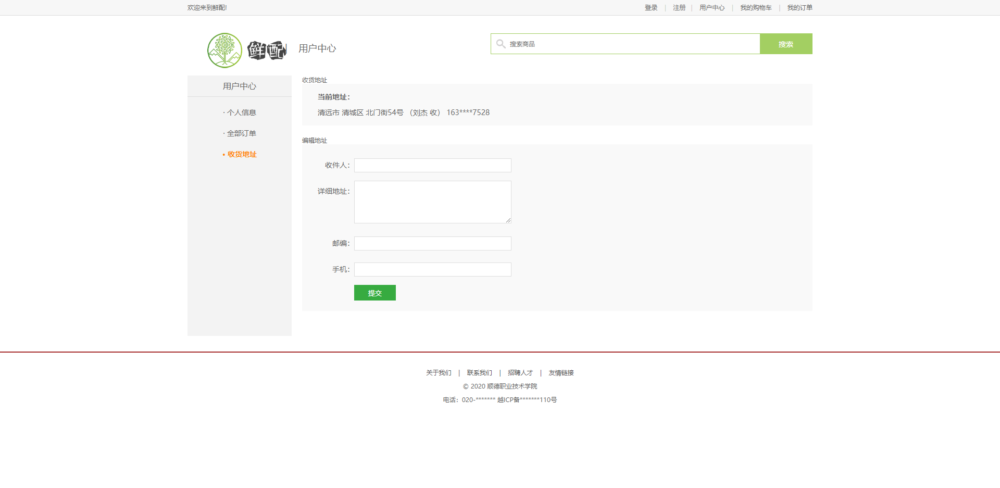 欢迎来到鲜配!
登录 | 注册 | 用户中心 | 我的购物车 | 我的订单
鲜配 用户中心
搜索商品 搜索
用户中心
· 个人信息
· 全部订单
• 收货地址
收货地址
当前地址：
清远市 清城区 北门街54号 （刘杰 收） 163****7528
编辑地址
收件人：
详细地址：
邮编：
手机：
提交
关于我们 | 联系我们 | 招聘人才 | 友情链接
© 2020 顺德职业技术学院
电话：020-******* 越ICP备*******110号